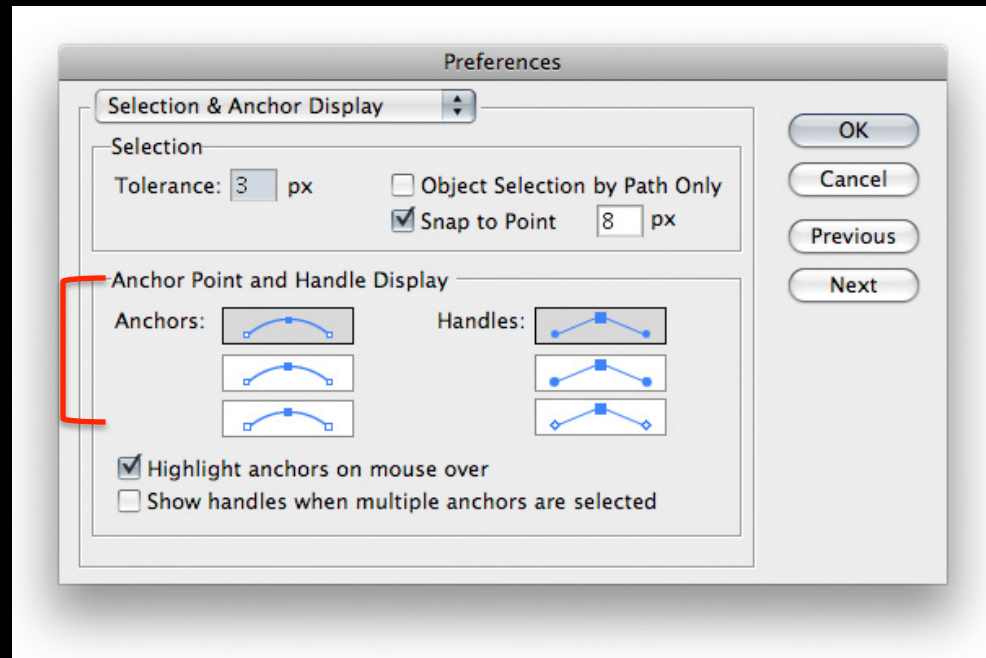 Preferences
Selection & Anchor Display
OK
Selection
Tolerance: 3 px
Object Selection by Path Only
Cancel
Snap to Point 8 px
Previous
Anchor Point and Handle Display
Next
Anchors:
Handles:
Highlight anchors on mouse over
Show handles when multiple anchors are selected